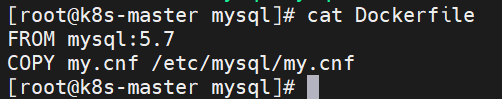 [root@k8s-master mysql]# cat Dockerfile
FROM mysql:5.7
COPY my.cnf /etc/mysql/my.cnf
[root@k8s-master mysql]#